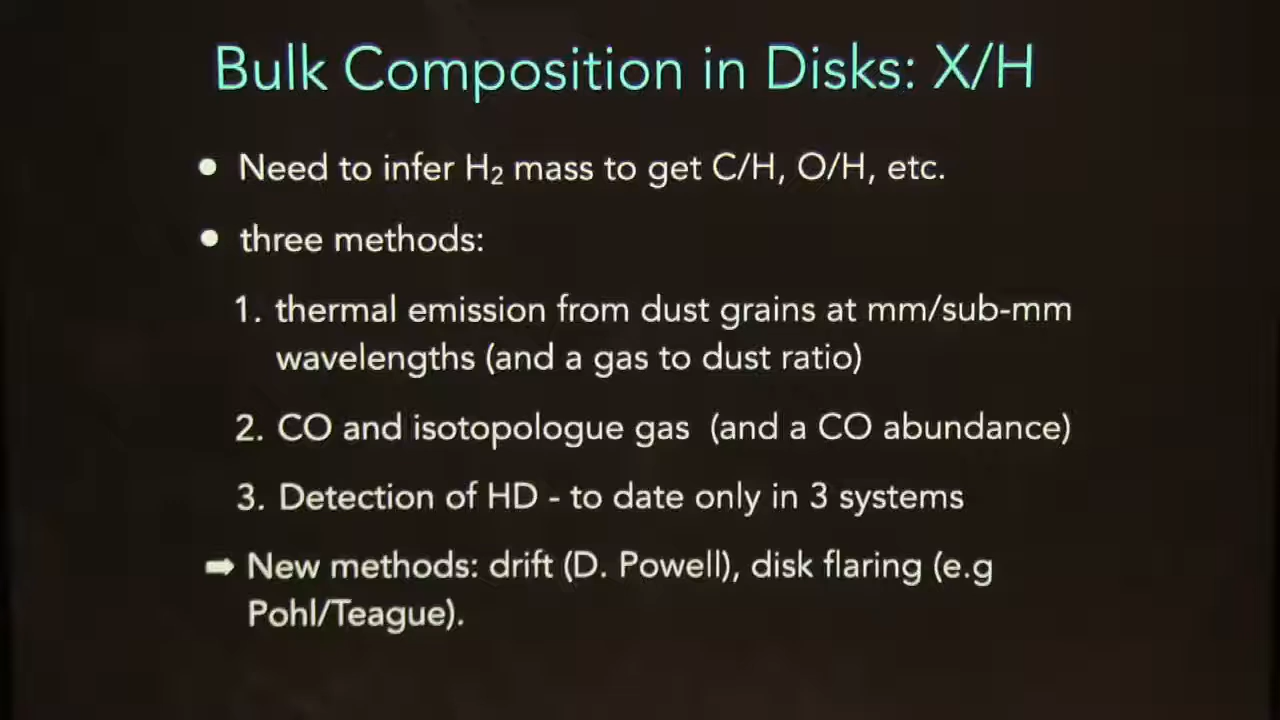 Bulk Composition in Disks: X/H
• Need to infer H₂ mass to get C/H, O/H, etc.
• three methods:
1. thermal emission from dust grains at mm/sub-mm
wavelengths (and a gas to dust ratio)
2. CO and isotopologue gas (and a CO abundance)
3. Detection of HD - to date only in 3 systems
➡ New methods: drift (D. Powell), disk flaring (e.g
Pohl/Teague).